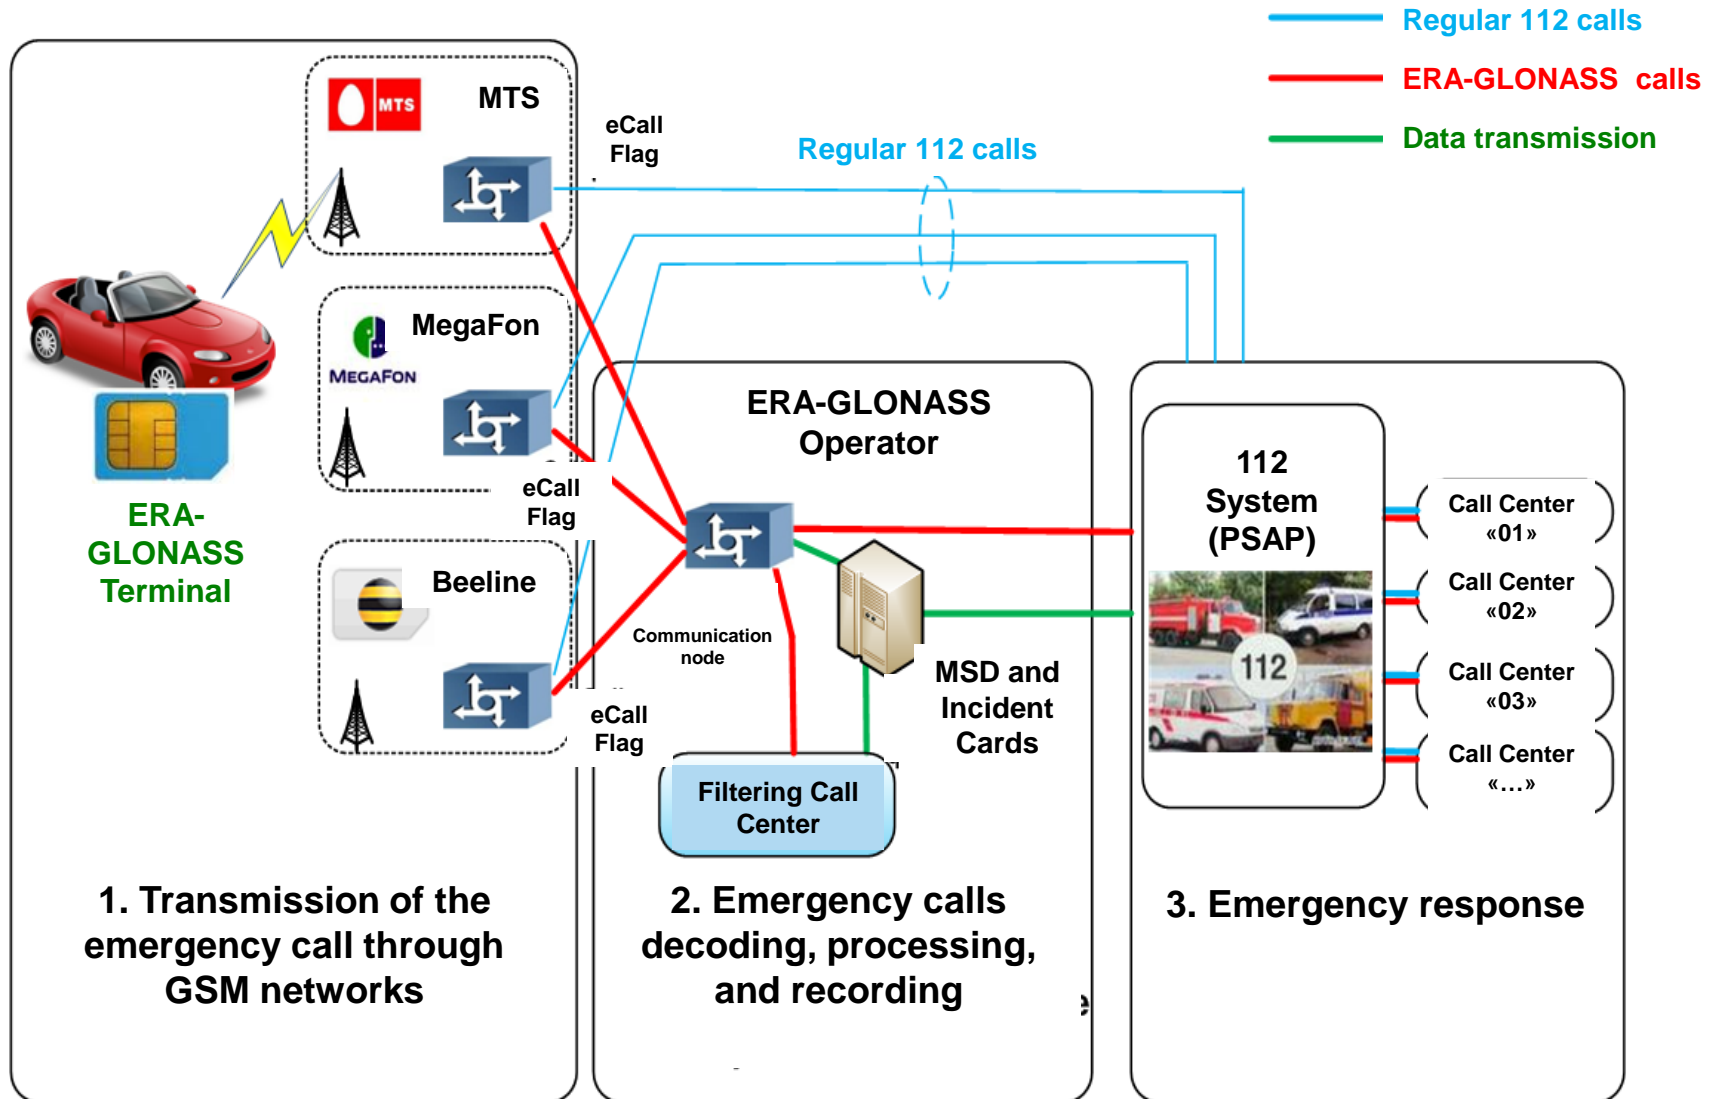 Regular 112 calls
ERA-GLONASS calls
Data transmission
MTS
MTS
eCall
Flag
Regular 112 calls
MegaFon
MEGAFON
ERA-GLONASS
Operator
112
System
(PSAP)
112
Call Center
«01»
Call Center
«02»
Call Center
«03»
Call Center
«...»
eCall
Flag
ERA-
GLONASS
Terminal
Beeline
Communication
node
MSD and
Incident
Cards
eCall
Flag
Filtering Call
Center
1. Transmission of the
emergency call through
GSM networks
2. Emergency calls
decoding, processing,
and recording
3. Emergency response